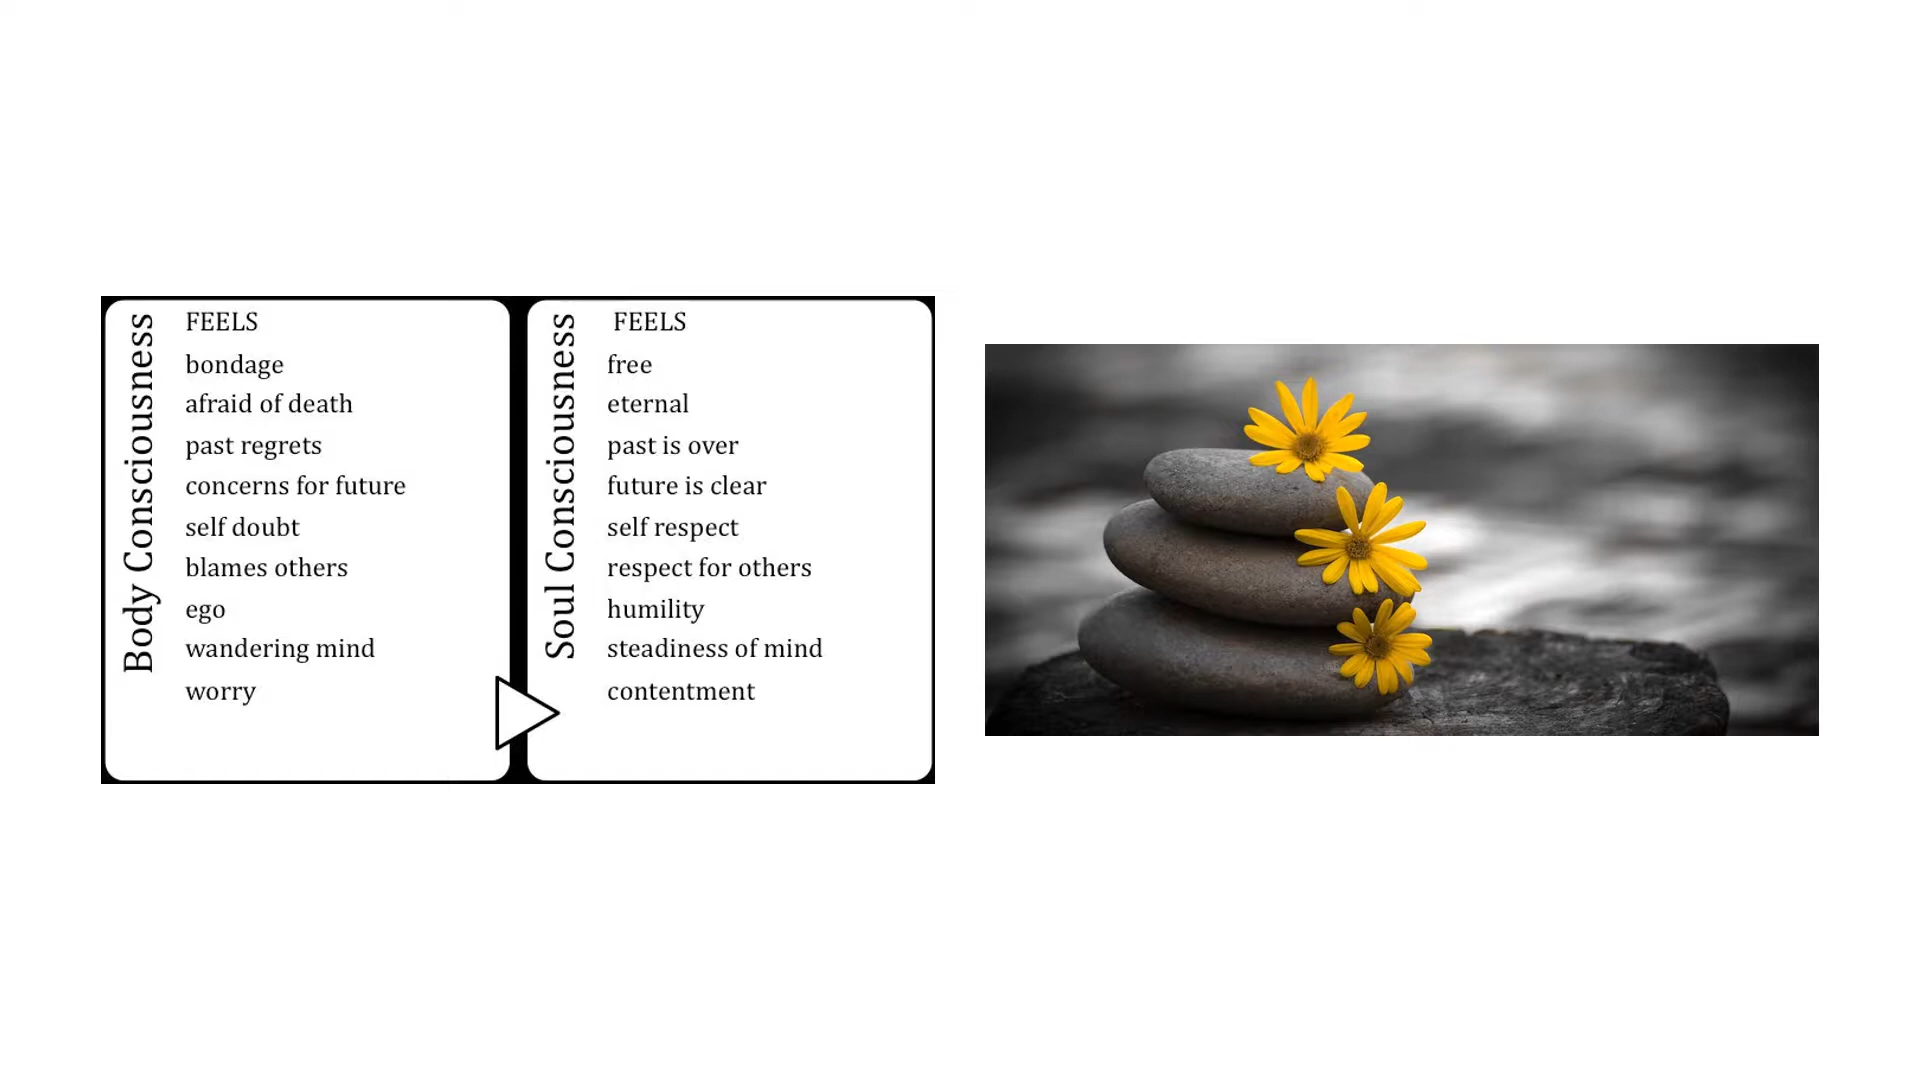 Body Consciousness
FEELS
bondage
afraid of death
past regrets
concerns for future
self doubt
blames others
ego
wandering mind
worry
Soul Consciousness
FEELS
free
eternal
past is over
future is clear
self respect
respect for others
humility
steadiness of mind
contentment